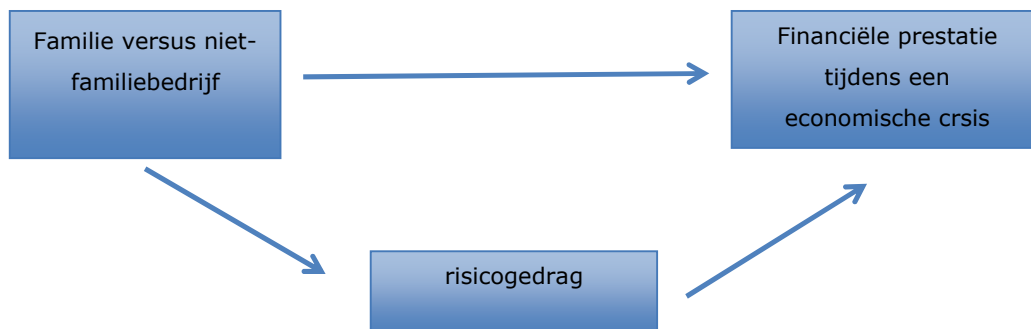 Familie versus niet-
familiebedrijf
Financiële prestatie
tijdens een
economische crsis
risicogedrag